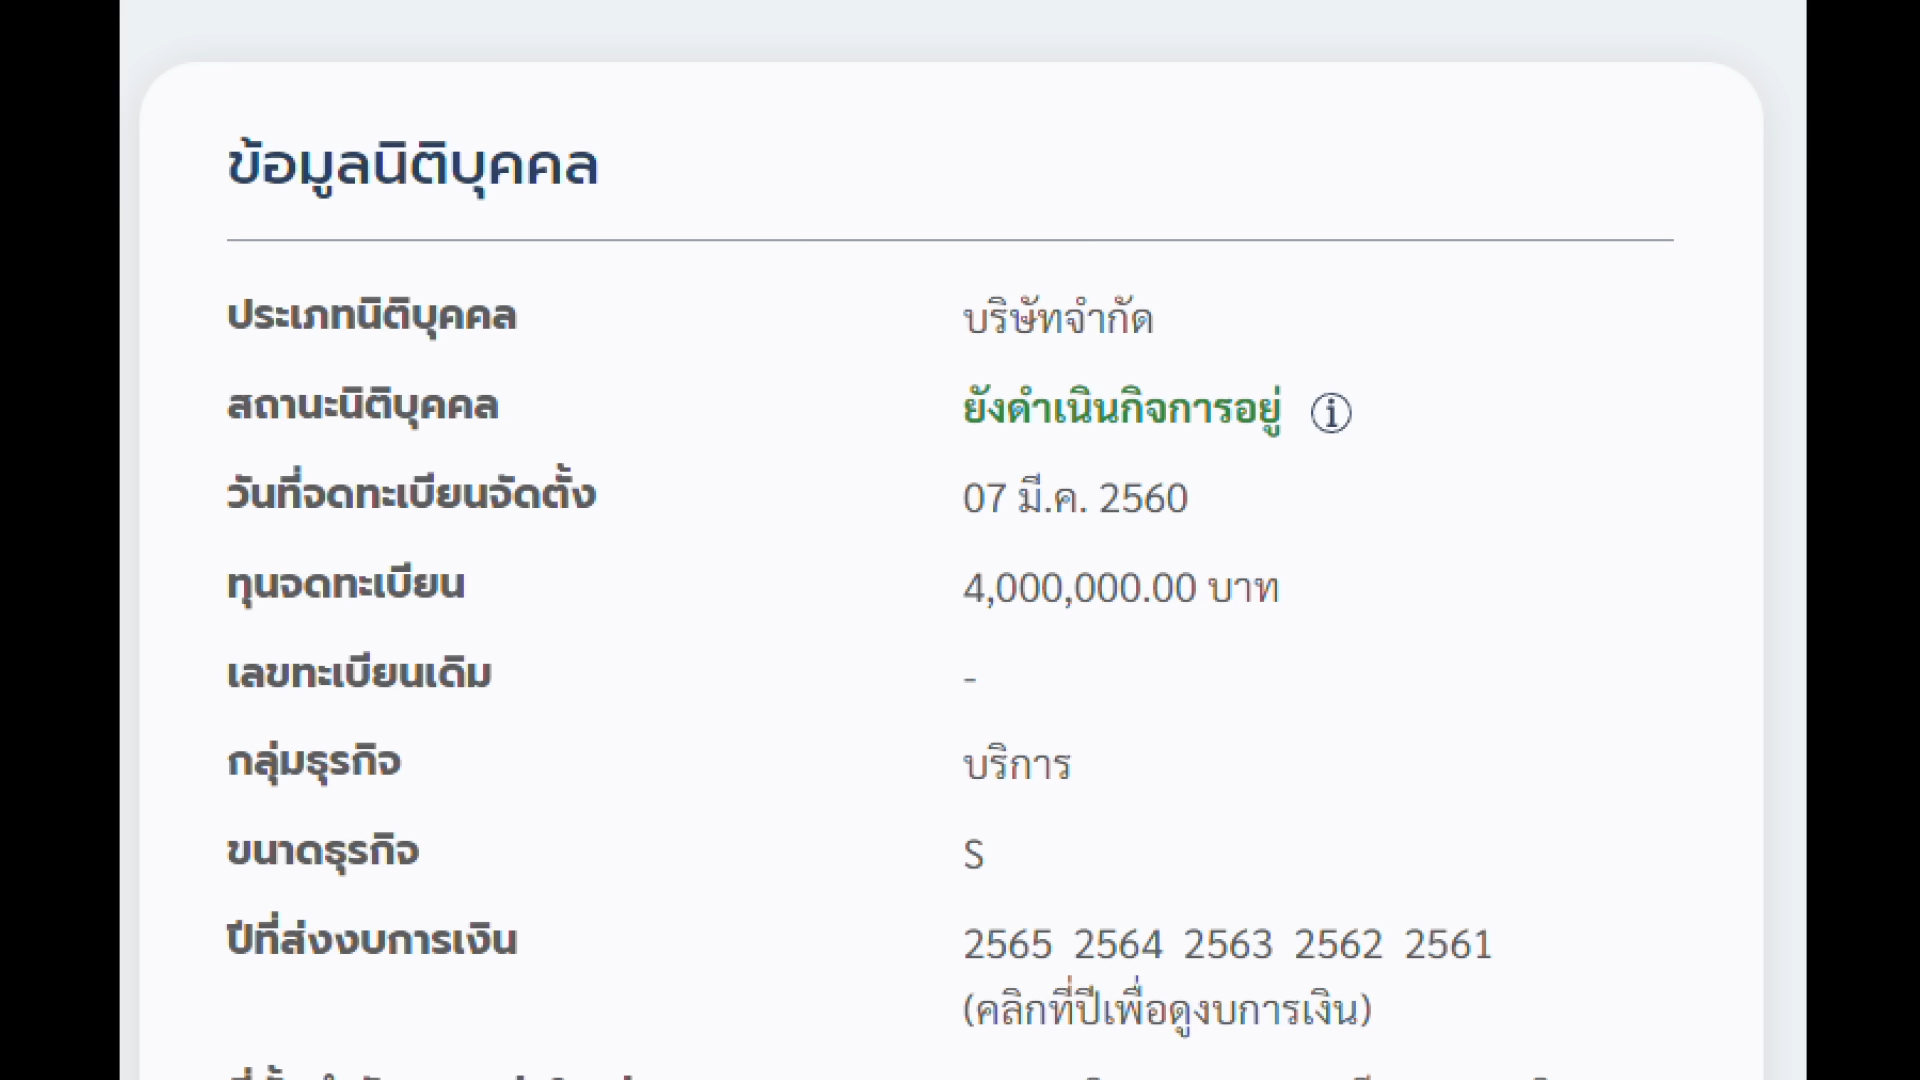 ข้อมูลนิติบุคคล
ประเภทนิติบุคคล บริษัทจำกัด
สถานะนิติบุคคล ยังดำเนินกิจการอยู่
วันที่จดทะเบียนจัดตั้ง 07 มี.ค. 2560
ทุนจดทะเบียน 4,000,000.00 บาท
เลขทะเบียนเดิม -
กลุ่มธุรกิจ บริการ
ขนาดธุรกิจ S
ปีที่ส่งงบการเงิน 2565 2564 2563 2562 2561
(คลิกที่ปีเพื่อดูงบการเงิน)